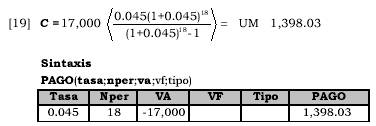 [19] C = 17,000 ⟨0.045(1+0.045)¹⁸ / (1+0.045)¹⁸-1⟩ = UM 1,398.03
Sintaxis
PAGO(tasa;nper;va;vf;tipo)
Tasa Nper VA VF Tipo PAGO
0.045 18 -17,000 1,398.03